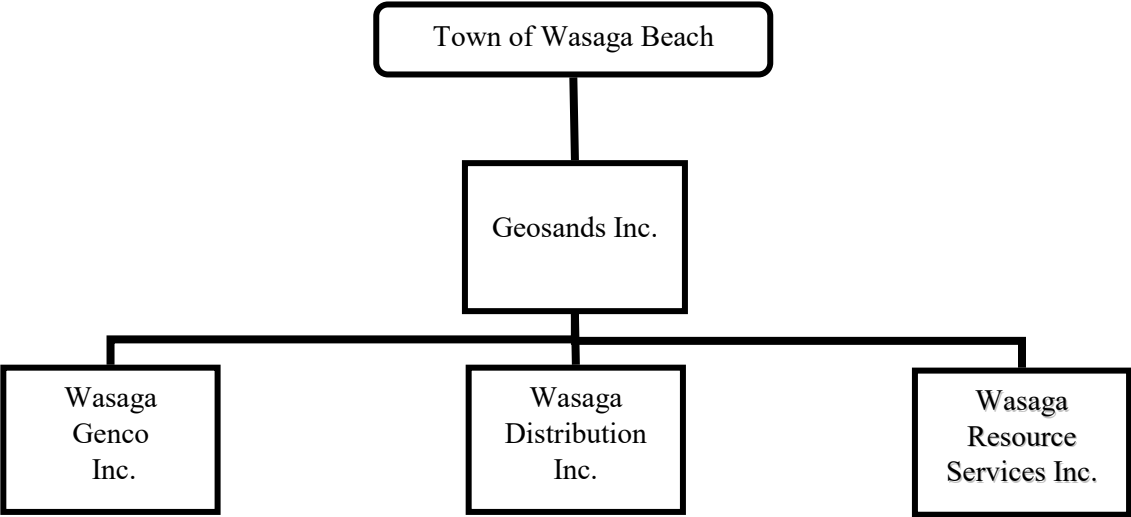 Town of Wasaga Beach
Geosands Inc.
Wasaga
Genco
Inc.
Wasaga
Distribution
Inc.
Wasaga
Resource
Services Inc.